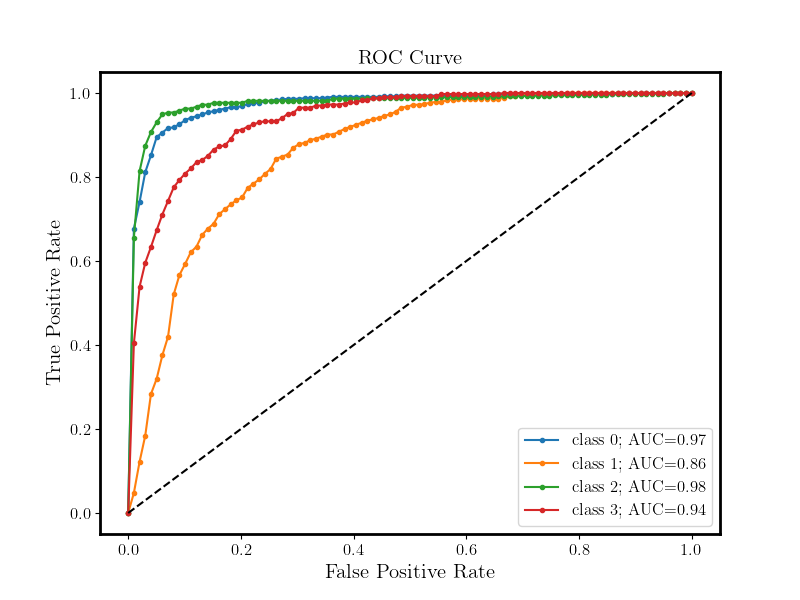 ROC Curve
True Positive Rate
1.0
0.8
0.6
0.4
0.2
0.0
class 0; AUC=0.97
class 1; AUC=0.86
class 2; AUC=0.98
class 3; AUC=0.94
0.0 0.2 0.4 0.6 0.8 1.0
False Positive Rate